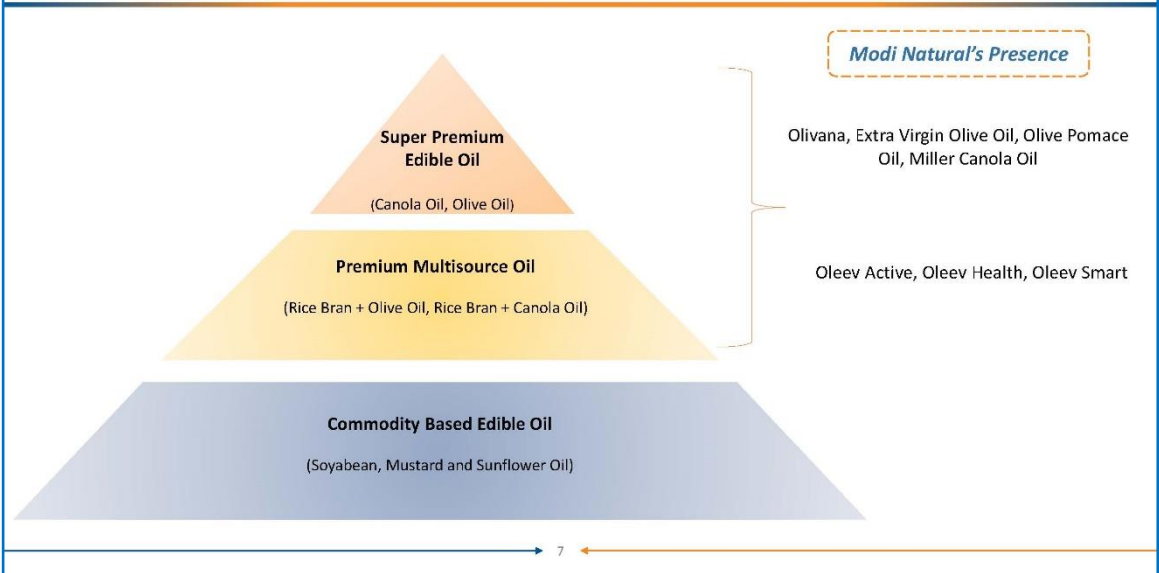 Modi Natural's Presence
Super Premium
Edible Oil
(Canola Oil, Olive Oil)
Olivana, Extra Virgin Olive Oil, Olive Pomace
Oil, Miller Canola Oil
Premium Multisource Oil
(Rice Bran + Olive Oil, Rice Bran + Canola Oil)
Oleev Active, Oleev Health, Oleev Smart
Commodity Based Edible Oil
(Soyabean, Mustard and Sunflower Oil)
7